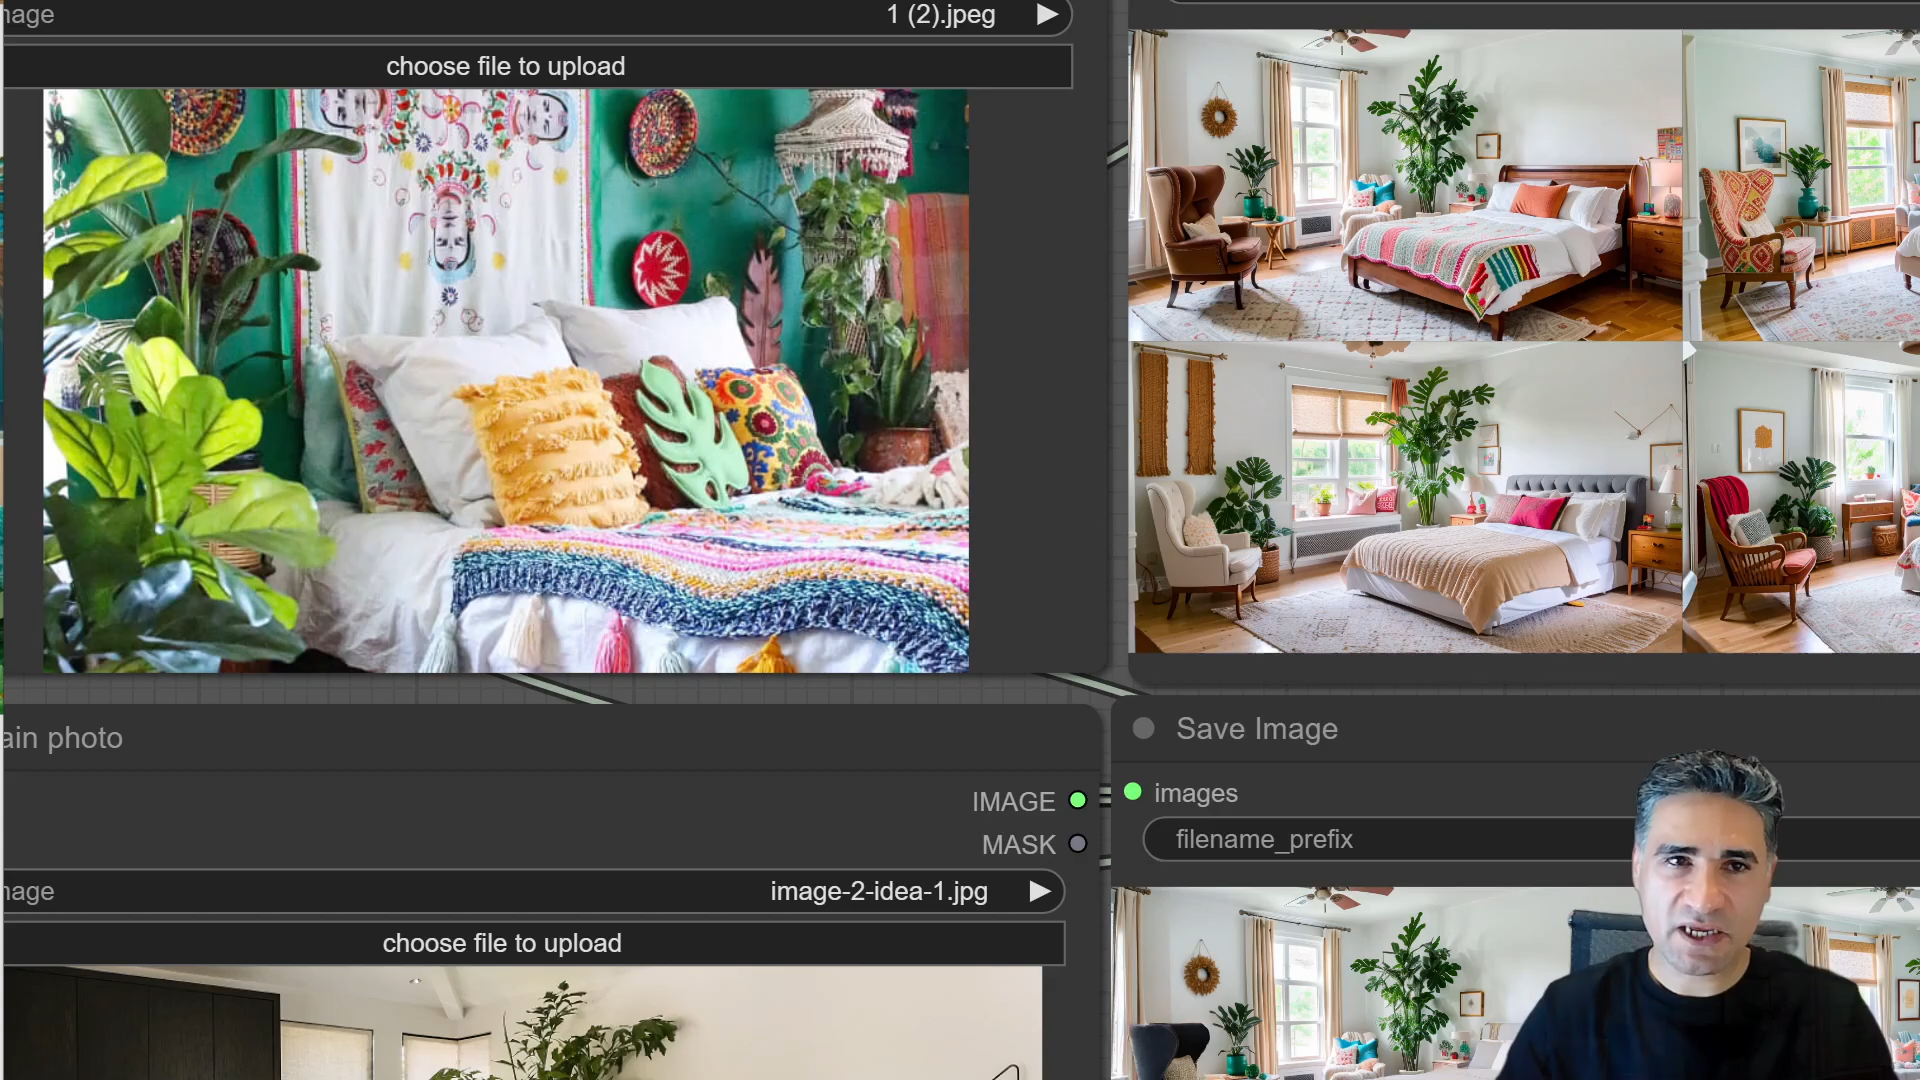 nage
1 (2).jpeg
choose file to upload
ain photo
IMAGE
MASK
nage
image-2-idea-1.jpg
choose file to upload
Save Image
images
filename_prefix